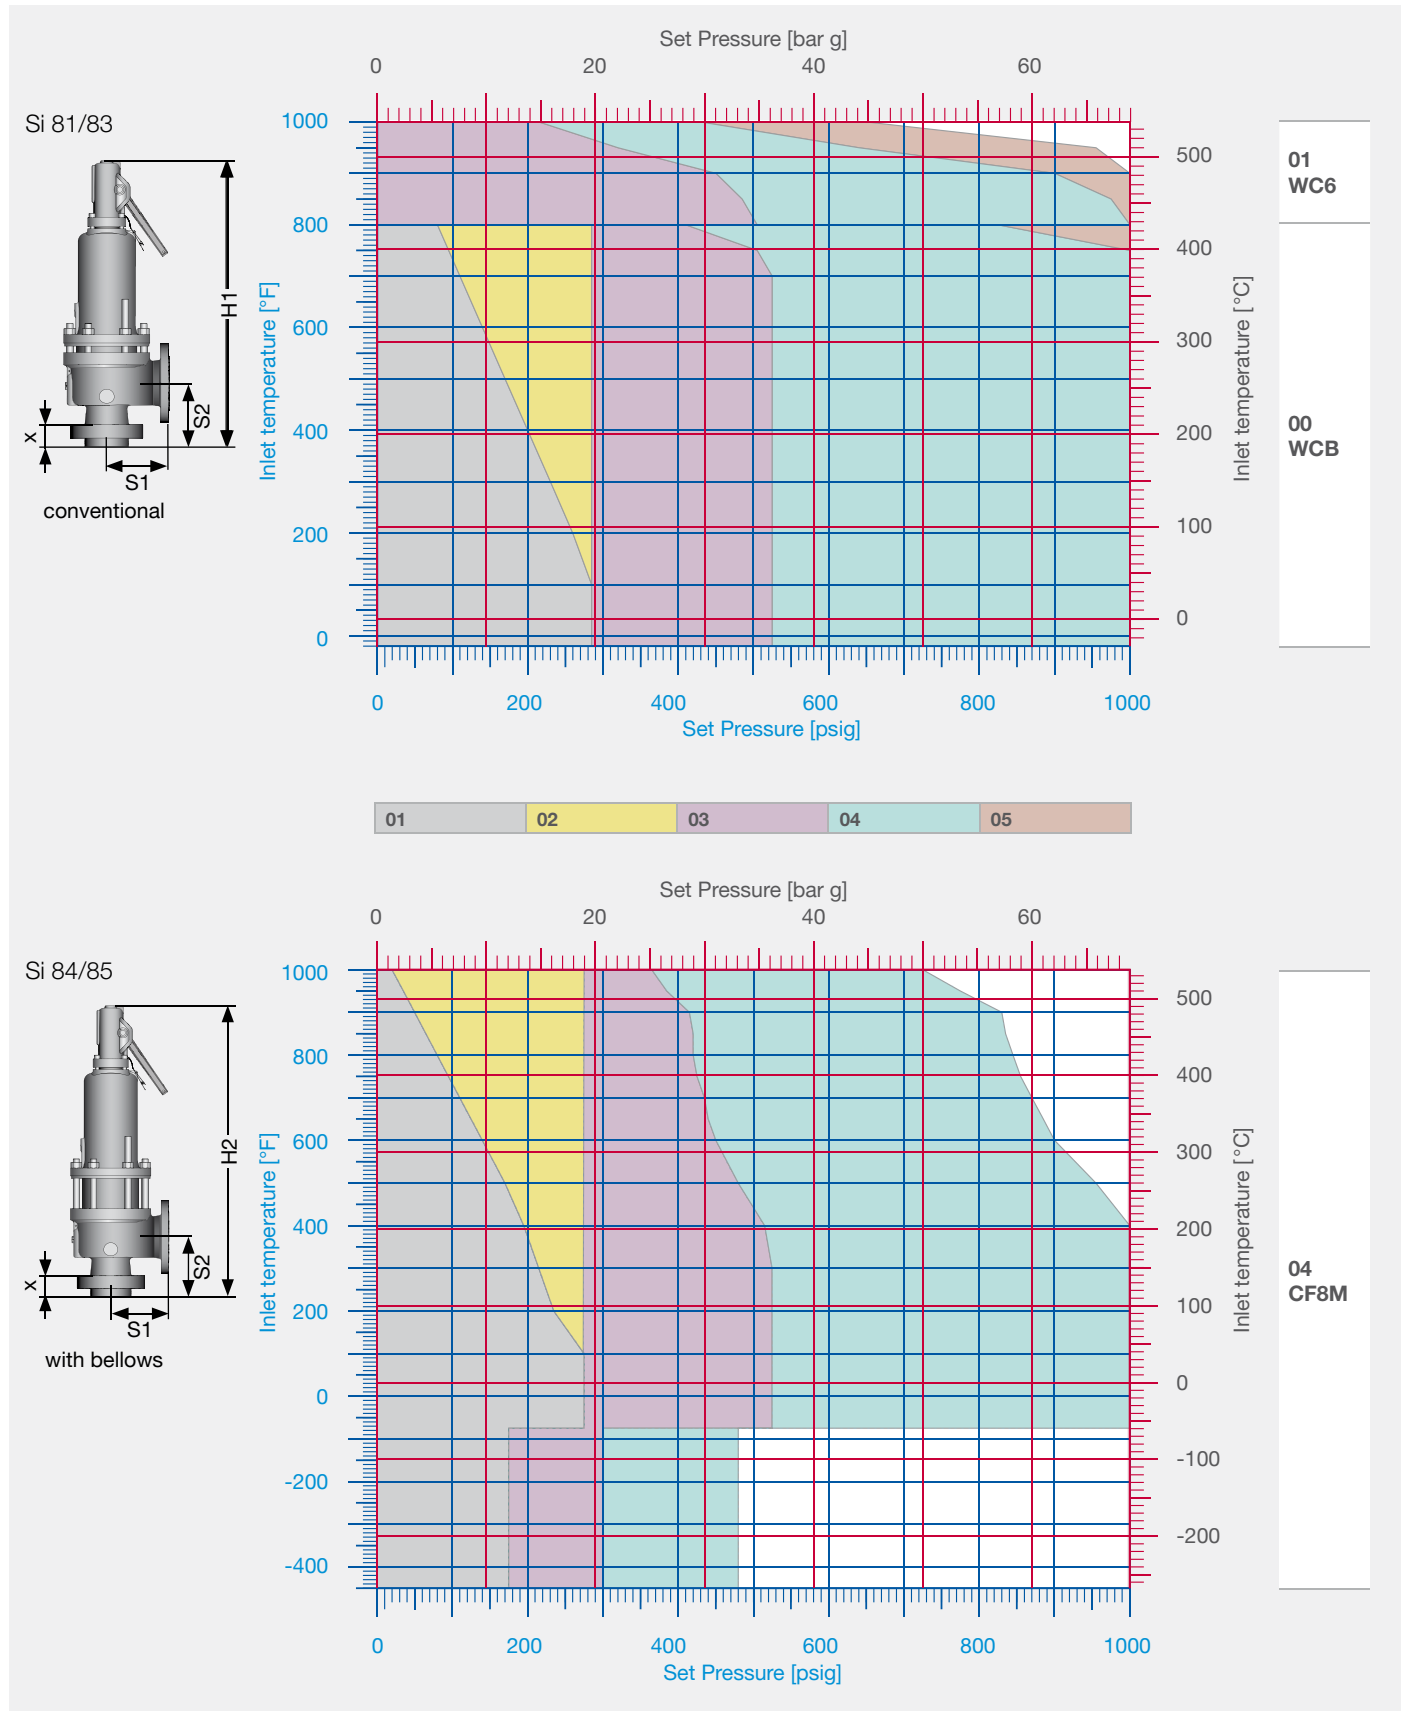 Set Pressure [bar g]
0 20 40 60
Si 81/83
H1
S2
x
S1
conventional
Inlet temperature [°F]
1000
800
600
400
200
0
500
400
300
200
100
0
Inlet temperature [°C]
01
WC6
00
WCB
0 200 400 600 800 1000
Set Pressure [psig]
01 02 03 04 05
Set Pressure [bar g]
0 20 40 60
Si 84/85
H2
S2
x
S1
with bellows
Inlet temperature [°F]
1000
800
600
400
200
0
-200
-400
500
400
300
200
100
0
-100
-200
Inlet temperature [°C]
04
CF8M
0 200 400 600 800 1000
Set Pressure [psig]